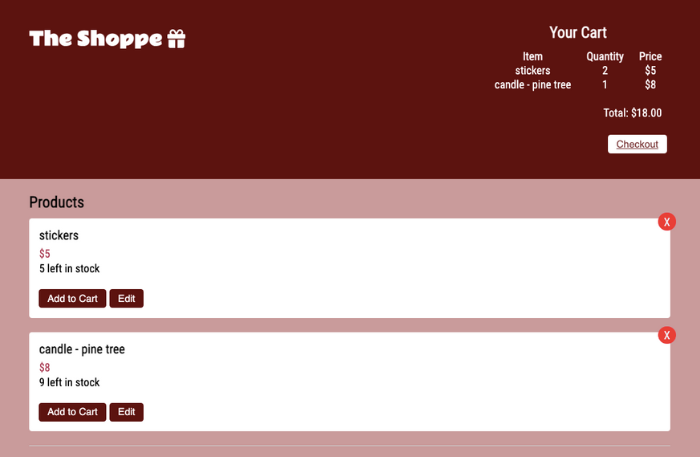 The Shoppe
Your Cart
Item Quantity Price
stickers 2 $5
candle - pine tree 1 $8
Total: $18.00
Checkout
Products
X
stickers
$5
5 left in stock
Add to Cart Edit
X
candle - pine tree
$8
9 left in stock
Add to Cart Edit